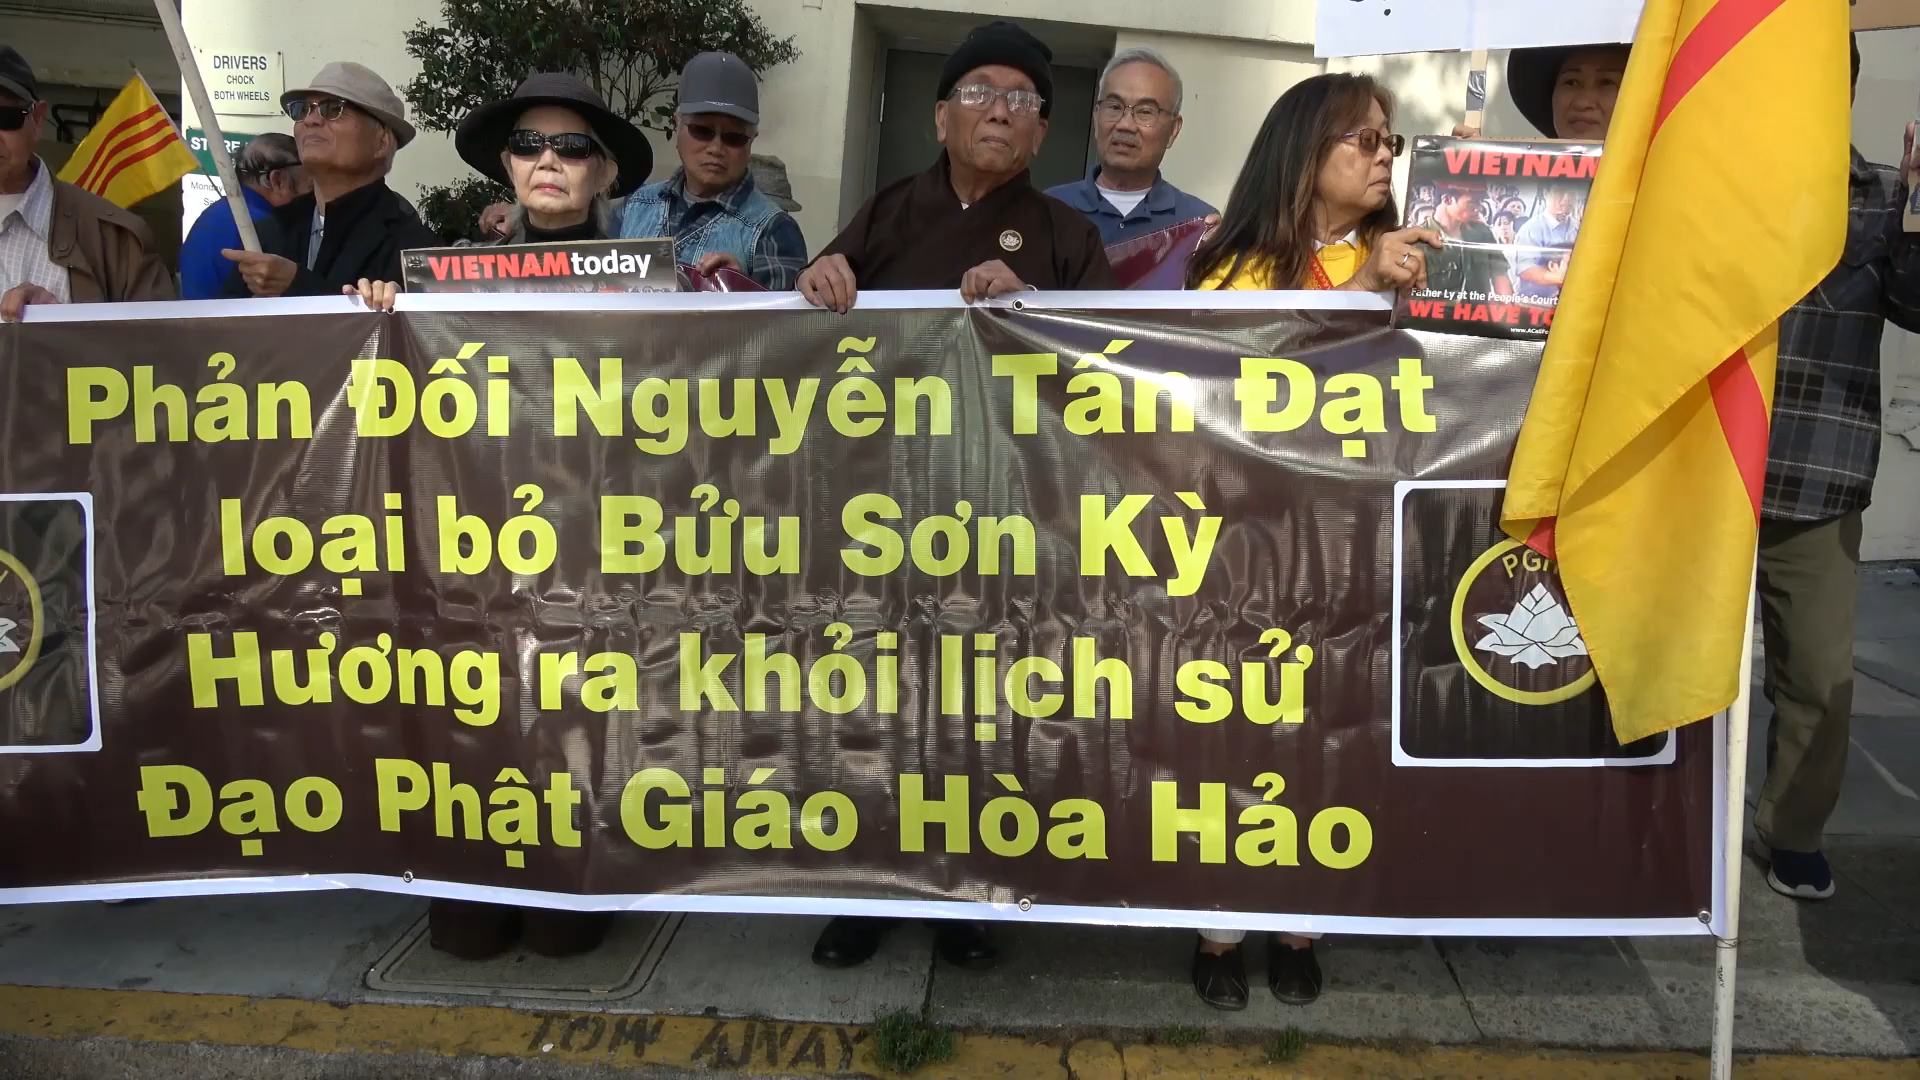 DRIVERS
CHOCK
BOTH WHEELS
VIETNAMtoday
VIETNAM
Father Ly at the People's Court
WE HAVE
Phản Đối Nguyễn Tấn Đạt
loại bỏ Bửu Sơn Kỳ
Hương ra khỏi lịch sử
Đạo Phật Giáo Hòa Hảo
TOW AWAY